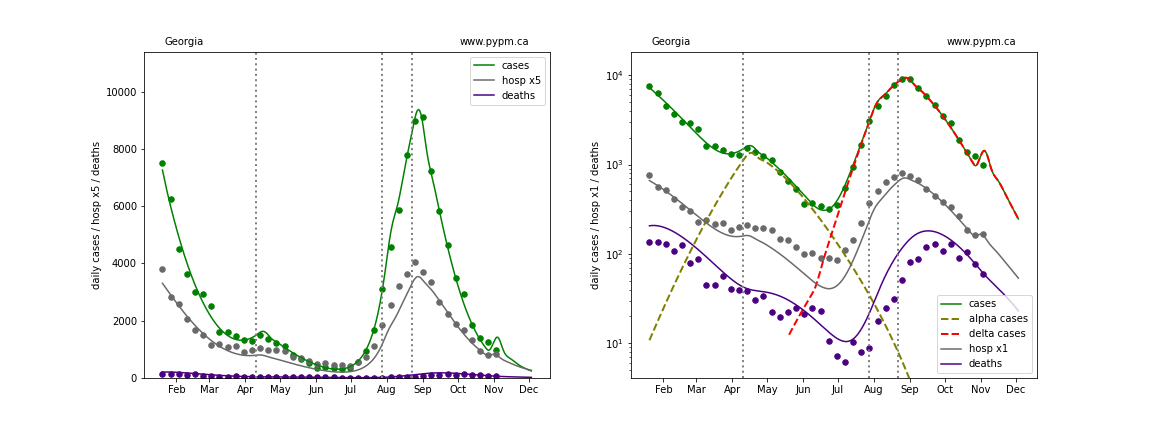 Georgia
www.pypm.ca
daily cases / hosp x5 / deaths
10000
8000
6000
4000
2000
0
Feb Mar Apr May Jun Jul Aug Sep Oct Nov Dec
cases
hosp x5
deaths
Georgia
www.pypm.ca
daily cases / hosp x1 / deaths
10⁴
10³
10²
10¹
Feb Mar Apr May Jun Jul Aug Sep Oct Nov Dec
cases
alpha cases
delta cases
hosp x1
deaths